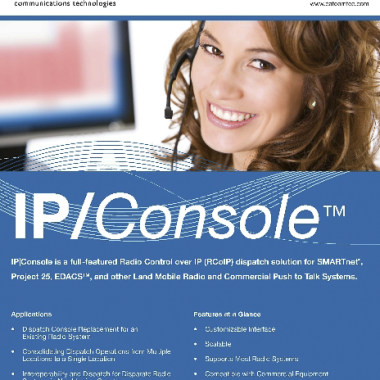 communications technologies
www.catcomtec.com
IP/Console™
IP|Console is a full-featured Radio Control over IP (RCoIP) dispatch solution for SMARTnet®,
Project 25, EDACS™, and other Land Mobile Radio and Commercial Push to Talk Systems.
Applications
• Dispatch Console Replacement for an
Existing Radio System
• Consolidating Dispatch Operations from Multiple
Locations to a Single Location
• Interoperability and Dispatch for Disparate Radio
Features at a Glance
• Customizable Interface
• Scalable
• Supports Most Radio Systems
• Compatible with Commercial Equipment